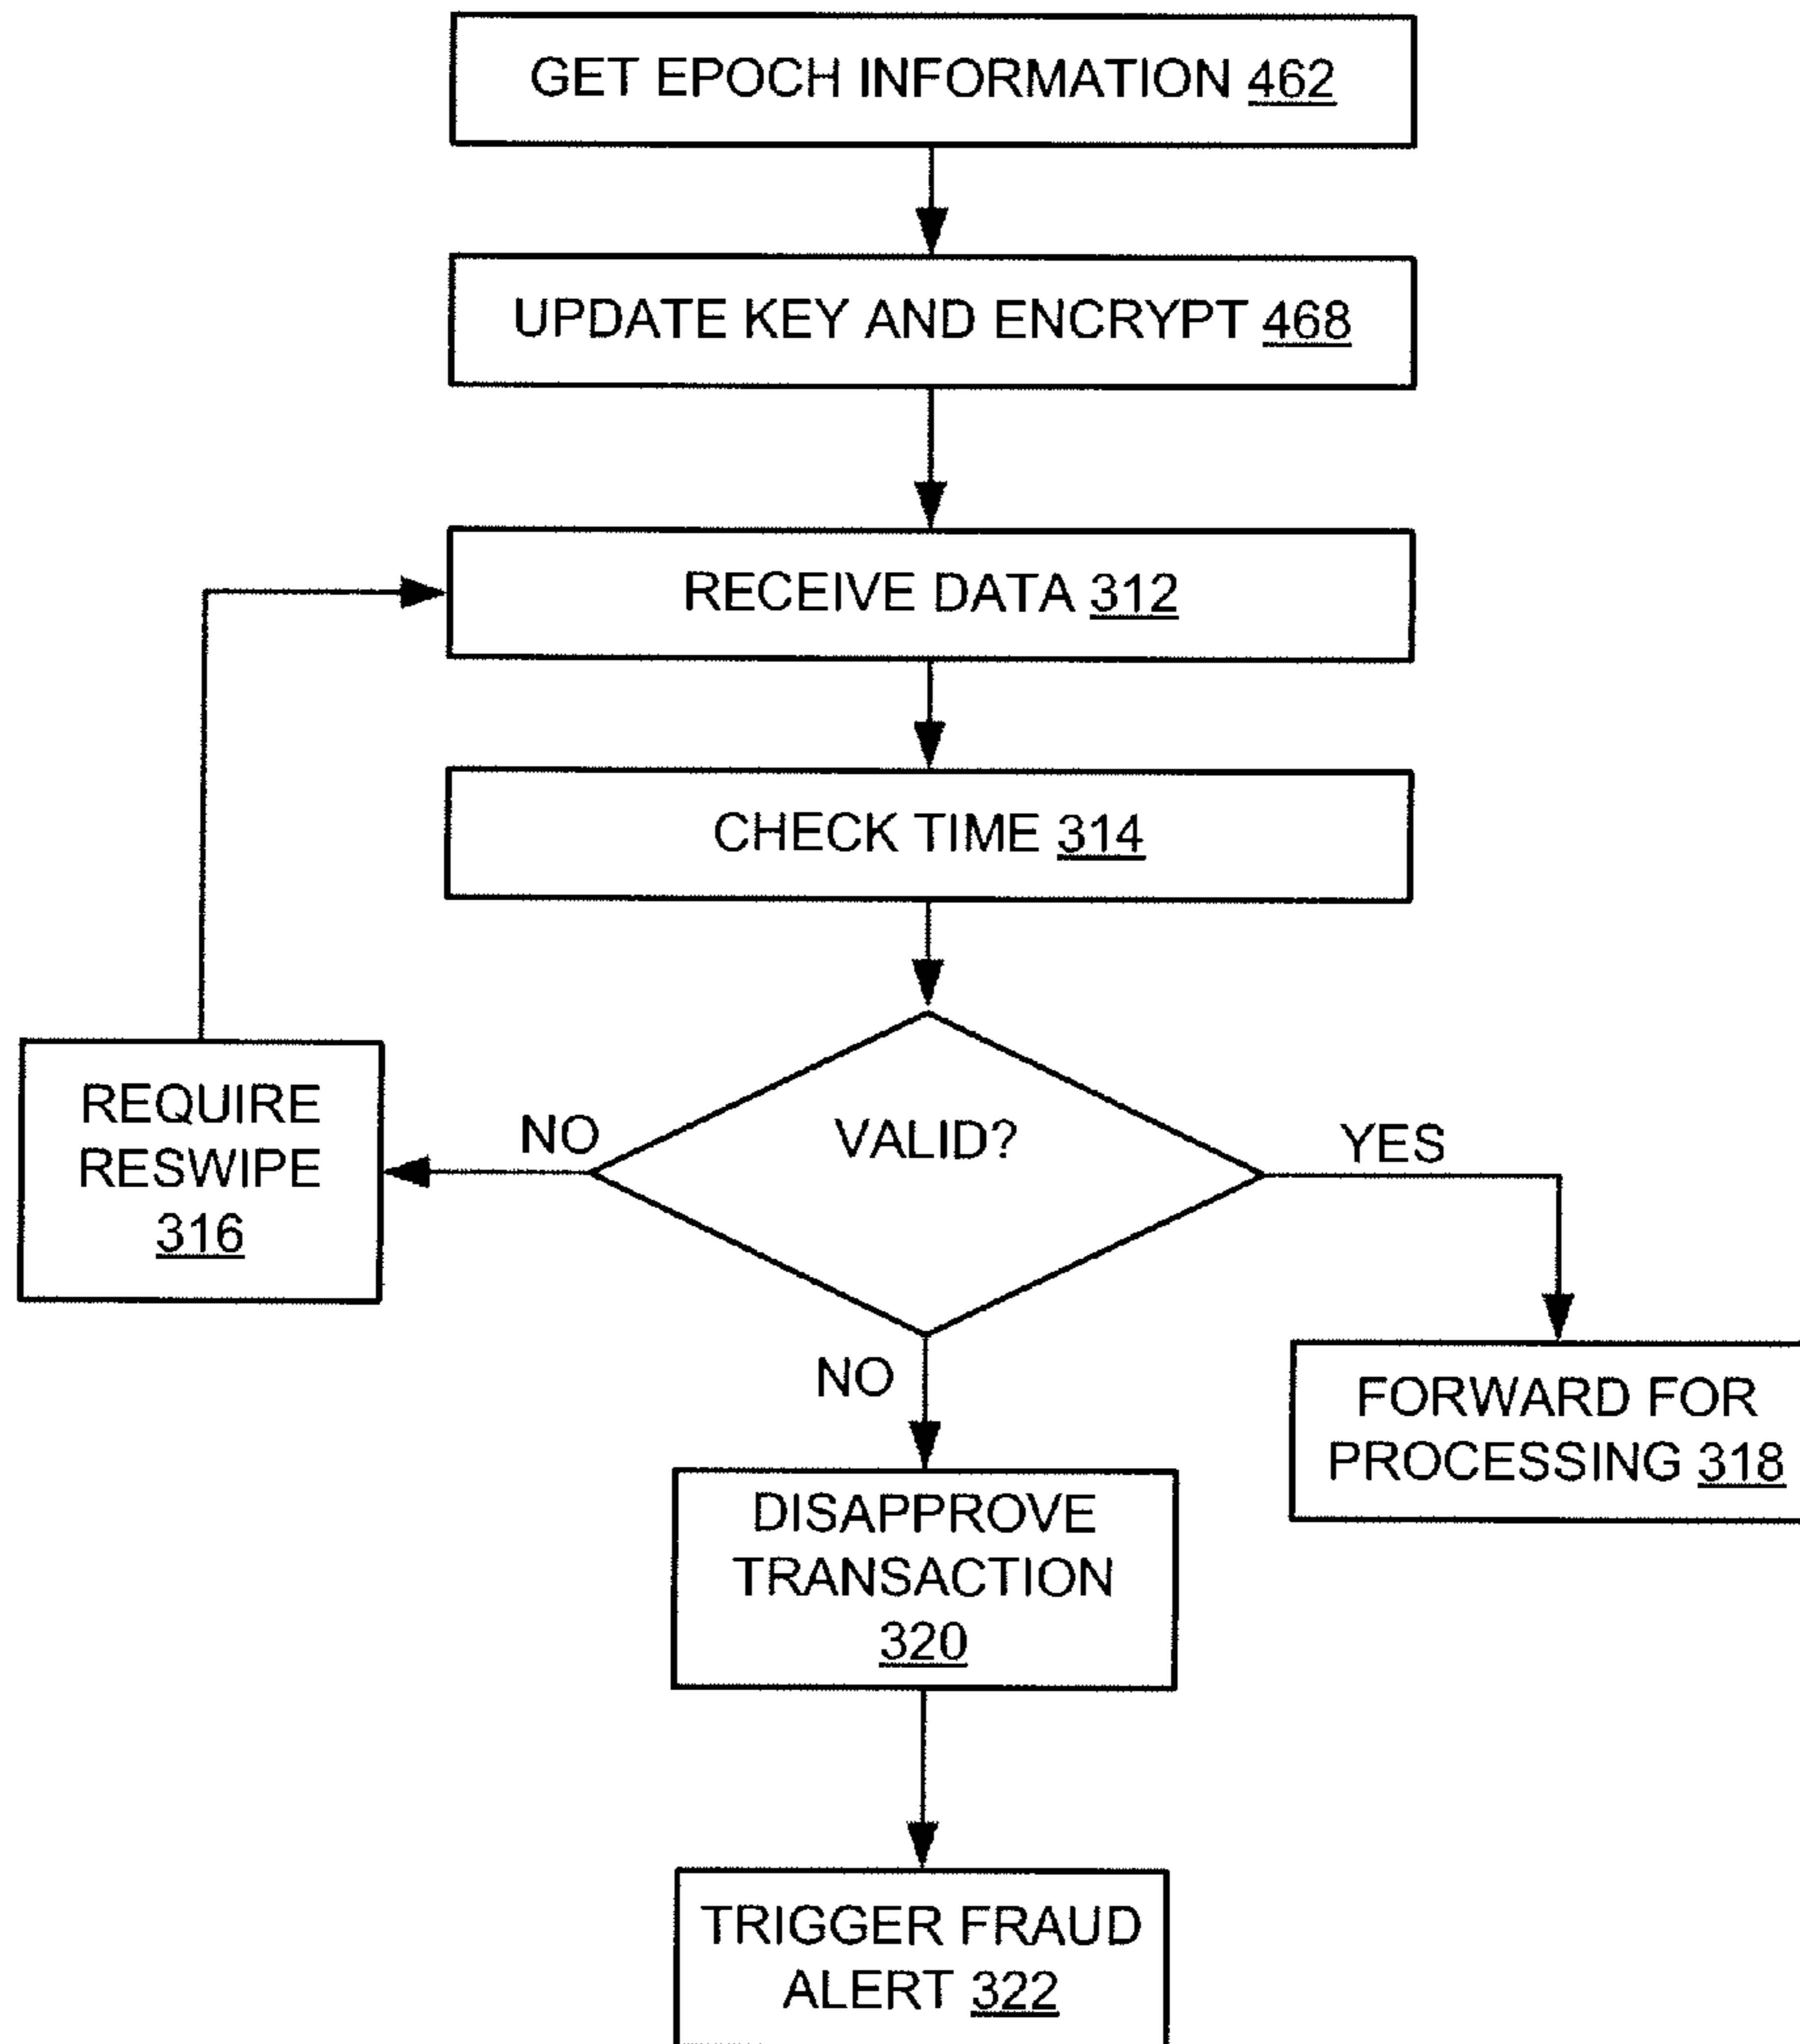 GET EPOCH INFORMATION 462
UPDATE KEY AND ENCRYPT 468
RECEIVE DATA 312
CHECK TIME 314
REQUIRE
RESWIPE
316
NO
VALID?
YES
NO
FORWARD FOR
PROCESSING 318
DISAPPROVE
TRANSACTION
320
TRIGGER FRAUD
ALERT 322